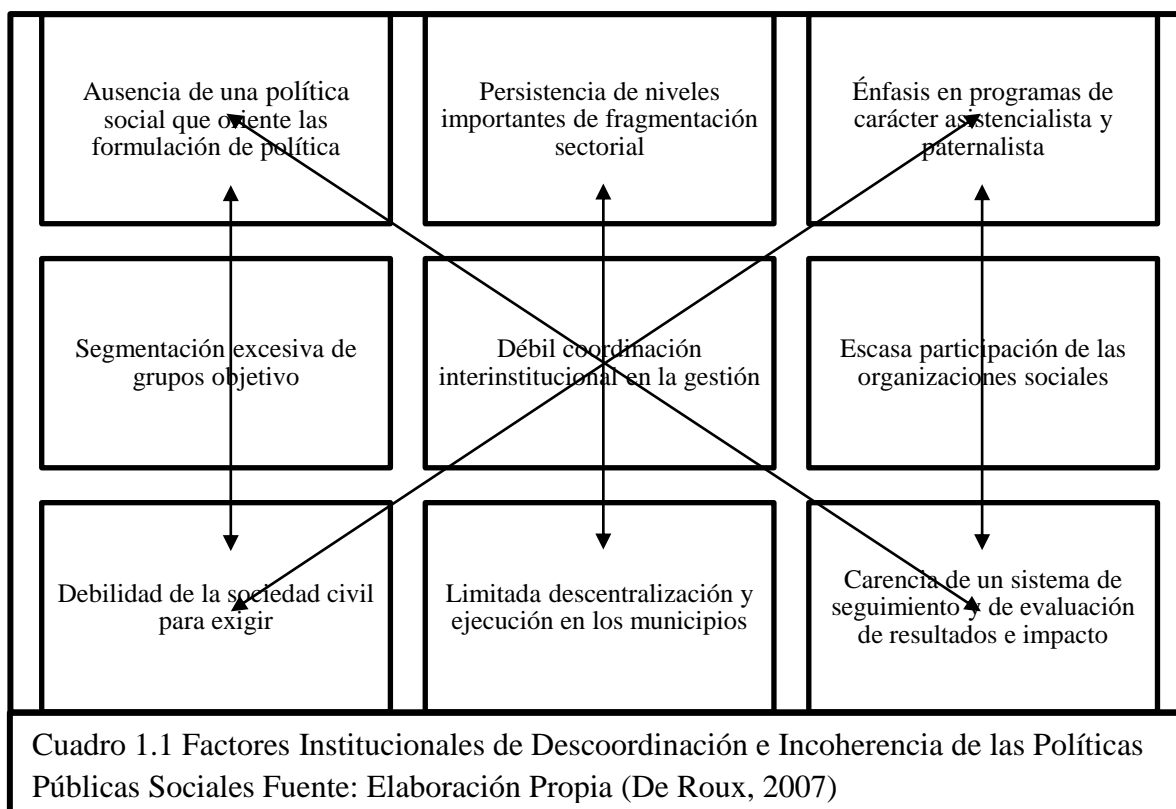 Ausencia de una política
social que oriente las
formulación de política
Persistencia de niveles
importantes de fragmentación
sectorial
Énfasis en programas de
carácter asistencialista y
paternalista
Segmentación excesiva de
grupos objetivo
Débil coordinación
interinstitucional en la gestión
Escasa participación de las
organizaciones sociales
Debilidad de la sociedad civil
para exigir
Limitada descentralización y
ejecución en los municipios
Carencia de un sistema de
seguimiento y de evaluación
de resultados e impacto
Cuadro 1.1 Factores Institucionales de Descoordinación e Incoherencia de las Políticas
Públicas Sociales Fuente: Elaboración Propia (De Roux, 2007)